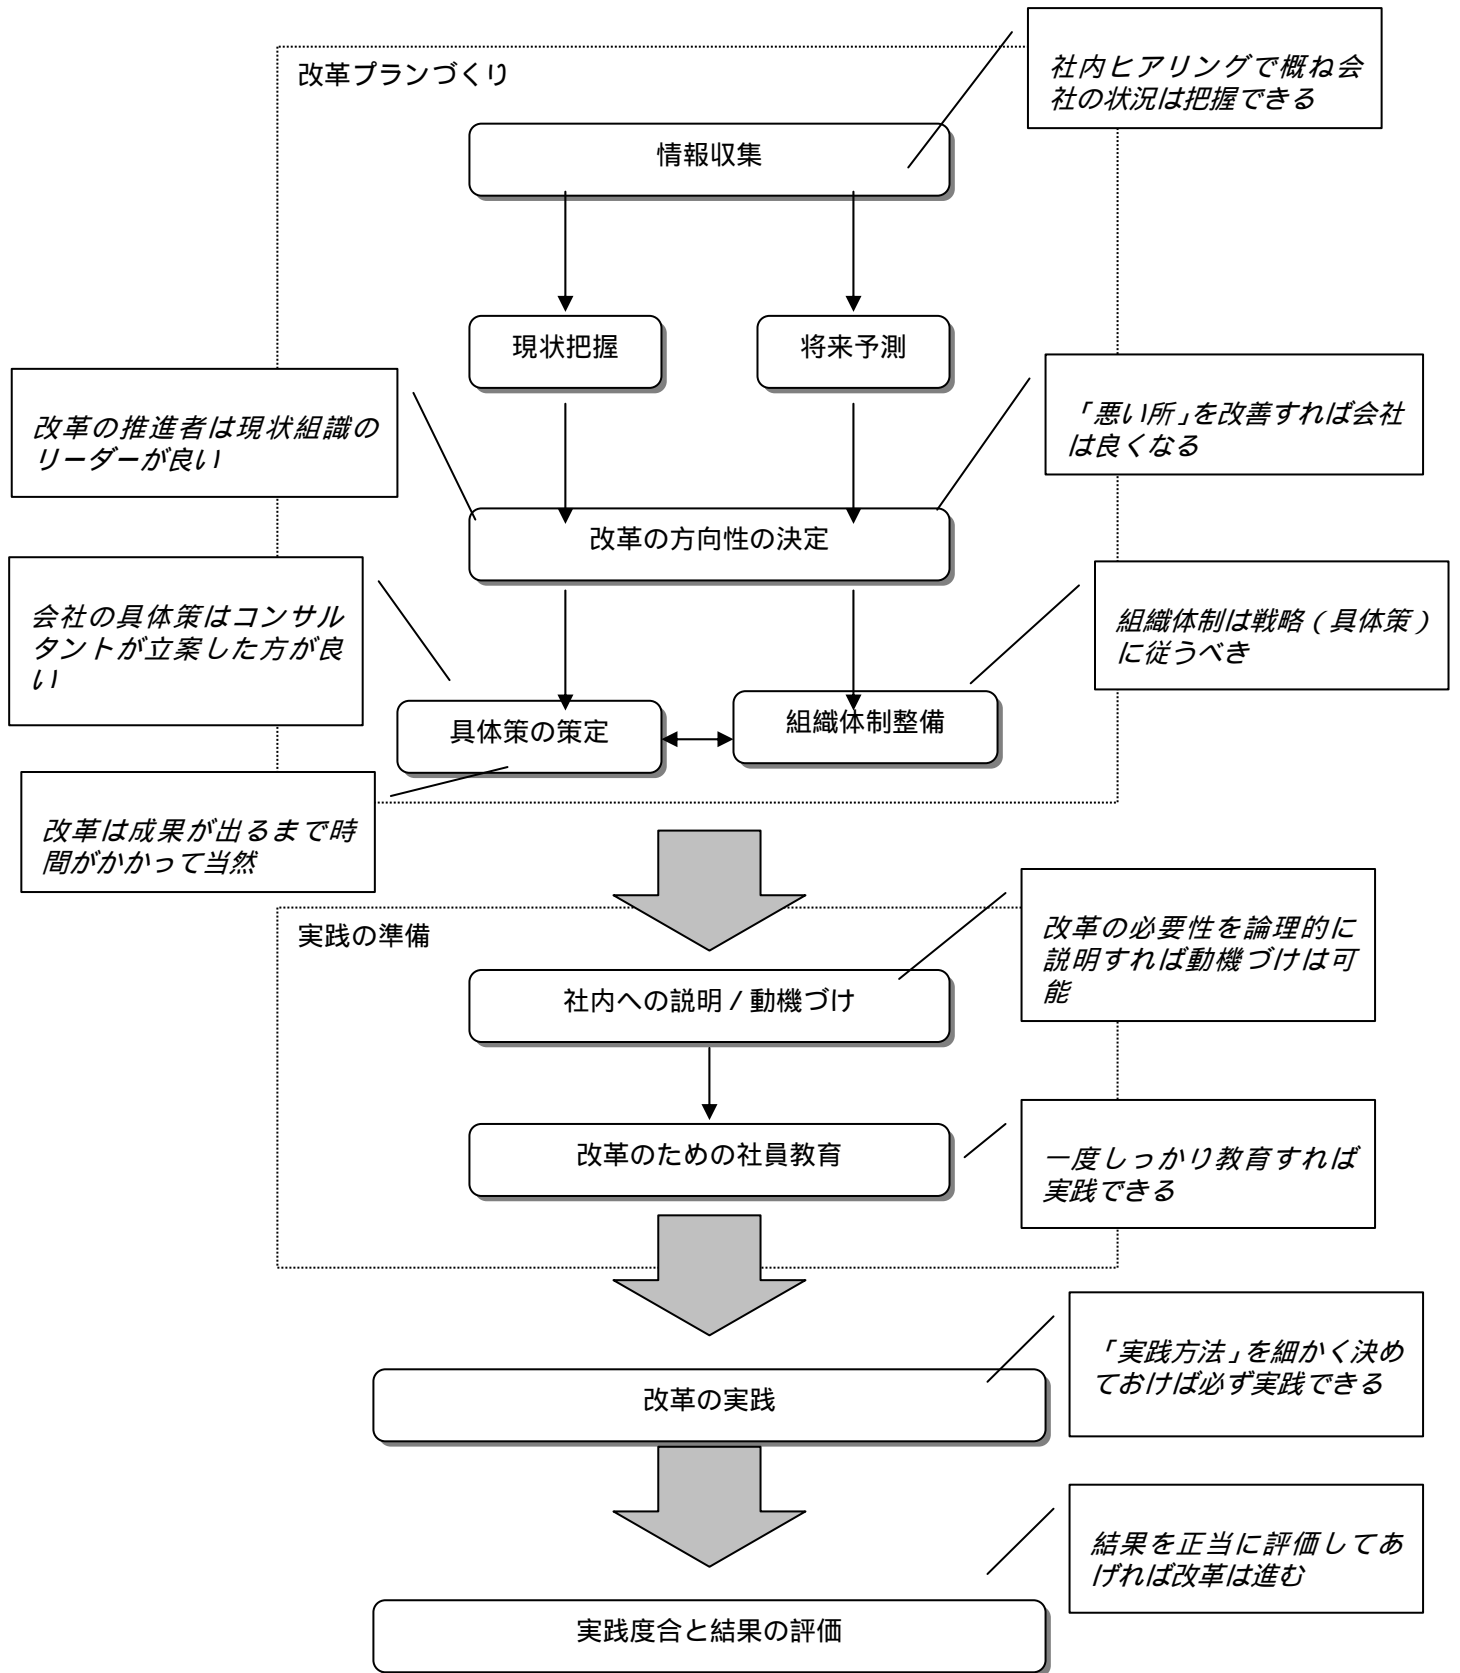 改革プランづくり
社内ヒアリングで概ね会
社の状況は把握できる
情報収集
現状把握
将来予測
改革の推進者は現状組識の
リーダーが良い
「悪い所」を改善すれば会社
は良くなる
改革の方向性の決定
会社の具体策はコンサル
タントが立案した方が良
い
組織体制は戦略（具体策）
に従うべき
具体策の策定
組織体制整備
改革は成果が出るまで時
間がかかって当然
実践の準備
改革の必要性を論理的に
説明すれば動機づけは可
能
社内への説明／動機づけ
改革のための社員教育
一度しっかり教育すれば
実践できる
「実践方法」を細かく決め
ておけば必ず実践できる
改革の実践
結果を正当に評価してあ
げれば改革は進む
実践度合と結果の評価